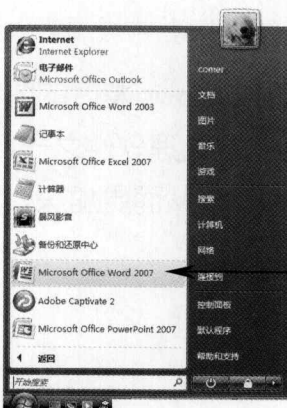 Internet
Internet Explorer
电子邮件
Microsoft Office Outlook
Microsoft Office Word 2003
记事本
Microsoft Office Excel 2007
计算器
暴风影音
备份和还原中心
Microsoft Office Word 2007
Adobe Captivate 2
Microsoft Office PowerPoint 2007
返回
开始搜索
comer
文档
图片
音乐
游戏
搜索
计算机
网络
连接到
控制面板
默认程序
帮助和支持